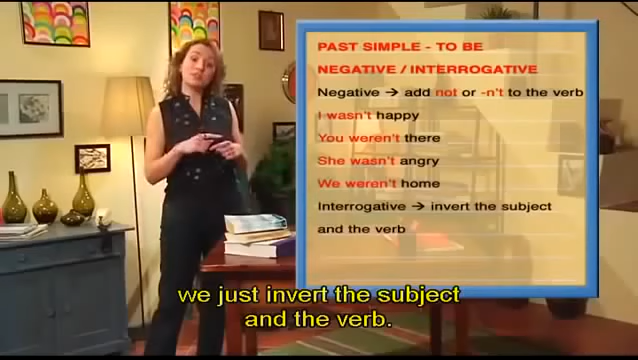 PAST SIMPLE - TO BE
NEGATIVE / INTERROGATIVE
Negative → add not or -n't to the verb
I wasn't happy
You weren't there
She wasn't angry
We weren't home
Interrogative → invert the subject
and the verb
we just invert the subject
and the verb.